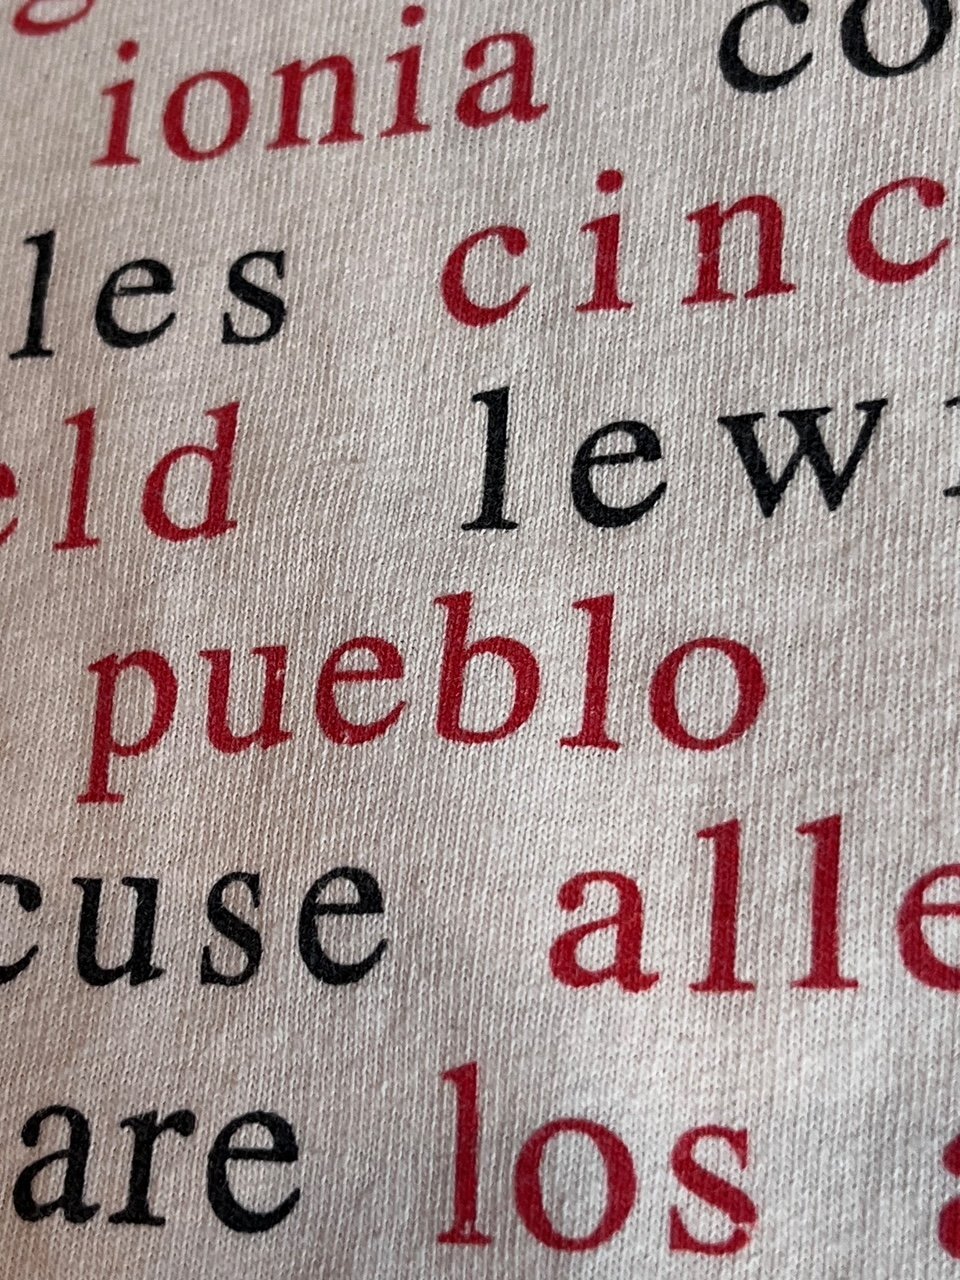 ionia co
les cinc
eld lew
pueblo
cuse alle
are los a